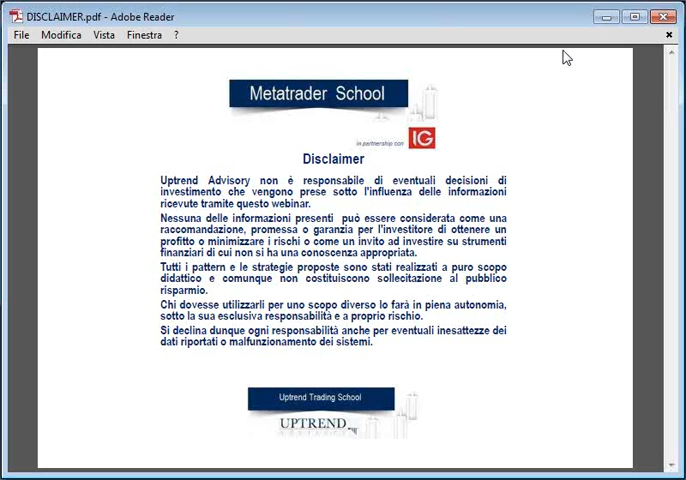 DISCLAIMER.pdf - Adobe Reader
File Modifica Vista Finestra ?
Metatrader School
in partnership con IG
Disclaimer
Uptrend Advisory non è responsabile di eventuali decisioni di
investimento che vengono prese sotto l'influenza delle informazioni
ricevute tramite questo webinar.
Nessuna delle informazioni presenti può essere considerata come una
raccomandazione, promessa o garanzia per l'investitore di ottenere un
profitto o minimizzare i rischi o come un invito ad investire su strumenti
finanziari di cui non si ha una conoscenza appropriata.
Tutti i pattern e le strategie proposte sono stati realizzati a puro scopo
didattico e comunque non costituiscono sollecitazione al pubblico
risparmio.
Chi dovesse utilizzarli per uno scopo diverso lo farà in piena autonomia,
sotto la sua esclusiva responsabilità e a proprio rischio.
Si declina dunque ogni responsabilità anche per eventuali inesattezze dei
dati riportati o malfunzionamento dei sistemi.
Uptrend Trading School
UPTREND